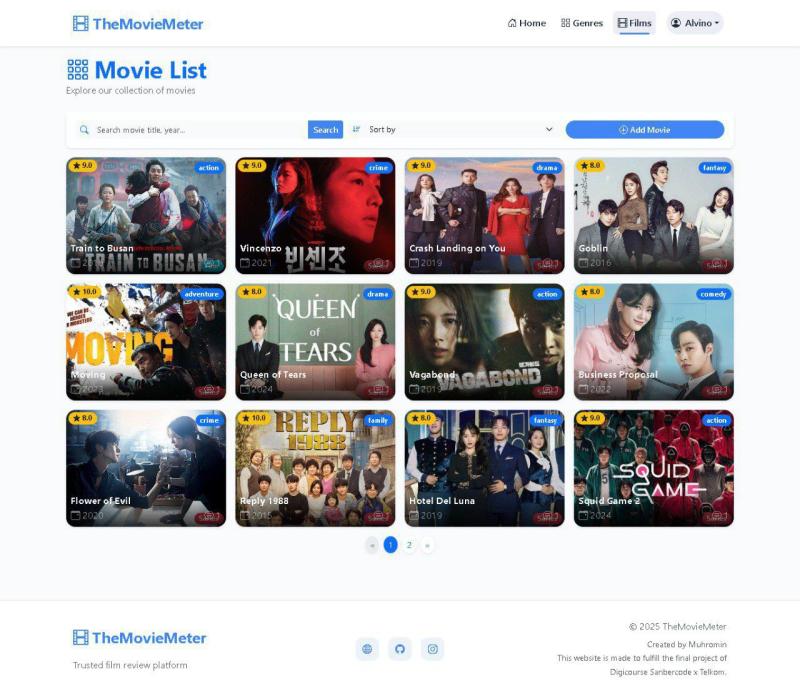 TheMovieMeter
Home
Genres
Films
Alvino
Movie List
Explore our collection of movies
Search movie title, year...
Search
Sort by
Add Movie
9.0
action
TRAIN TO BUSAN
Train to Busan
9.0
crime
빈센조
Vincenzo
2021
9.0
drama
Crash Landing on You
2019
8.0
fantasy
Goblin
2016
10.0
adventure
MOVING
Moving
8.0
drama
QUEEN
of
TEARS
Queen of Tears
2024
9.0
action
VAGABOND
Vagabond
2019
8.0
comedy
Business Proposal
2022
8.0
crime
Flower of Evil
2020
10.0
family
REPLY
1988
Reply 1988
2015
8.0
fantasy
Hotel Del Luna
2019
9.0
action
SQUID
GAME
Squid Game 2
2024
« 1 2 »
TheMovieMeter
Trusted film review platform
© 2025 TheMovieMeter
Created by Muhromin
This website is made to fulfill the final project of
Digicourse Sanbercode x Telkom.